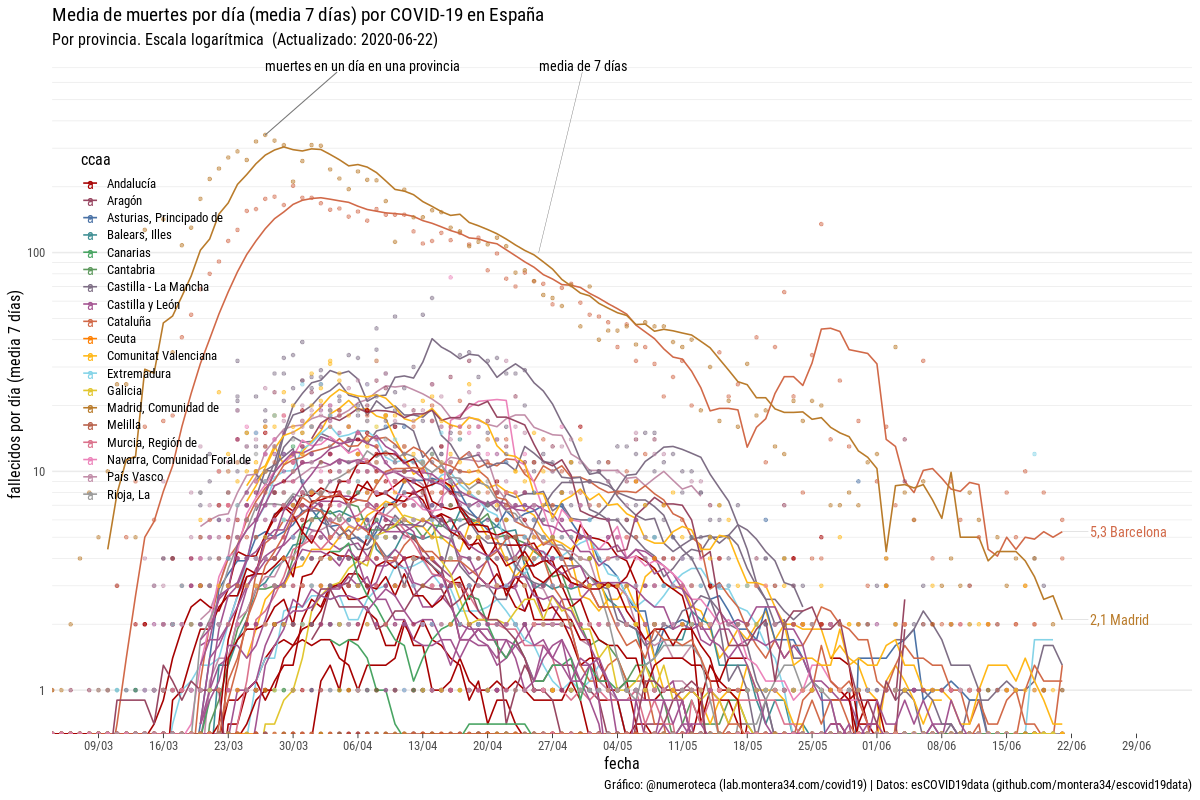 Media de muertes por día (media 7 días) por COVID-19 en España
Por provincia. Escala logarítmica  (Actualizado: 2020-06-22)
muertes en un día en una provincia
media de 7 días
ccaa
Andalucía
Aragón
Asturias, Principado de
Balears, Illes
Canarias
Cantabria
Castilla - La Mancha
Castilla y León
Cataluña
Ceuta
Comunitat Valenciana
Extremadura
Galicia
Madrid, Comunidad de
Melilla
Murcia, Región de
Navarra, Comunidad Foral de
País Vasco
Rioja, La
fallecidos por día (media  7 días)
100
10
1
5,3 Barcelona
2,1 Madrid
09/03 16/03 23/03 30/03 06/04 13/04 20/04 27/04 04/05 11/05 18/05 25/05 01/06 08/06 15/06 22/06 29/06
fecha
Gráfico: @numeroteca (lab.montera34.com/covid19) | Datos: esCOVID19data (github.com/montera34/escovid19data)